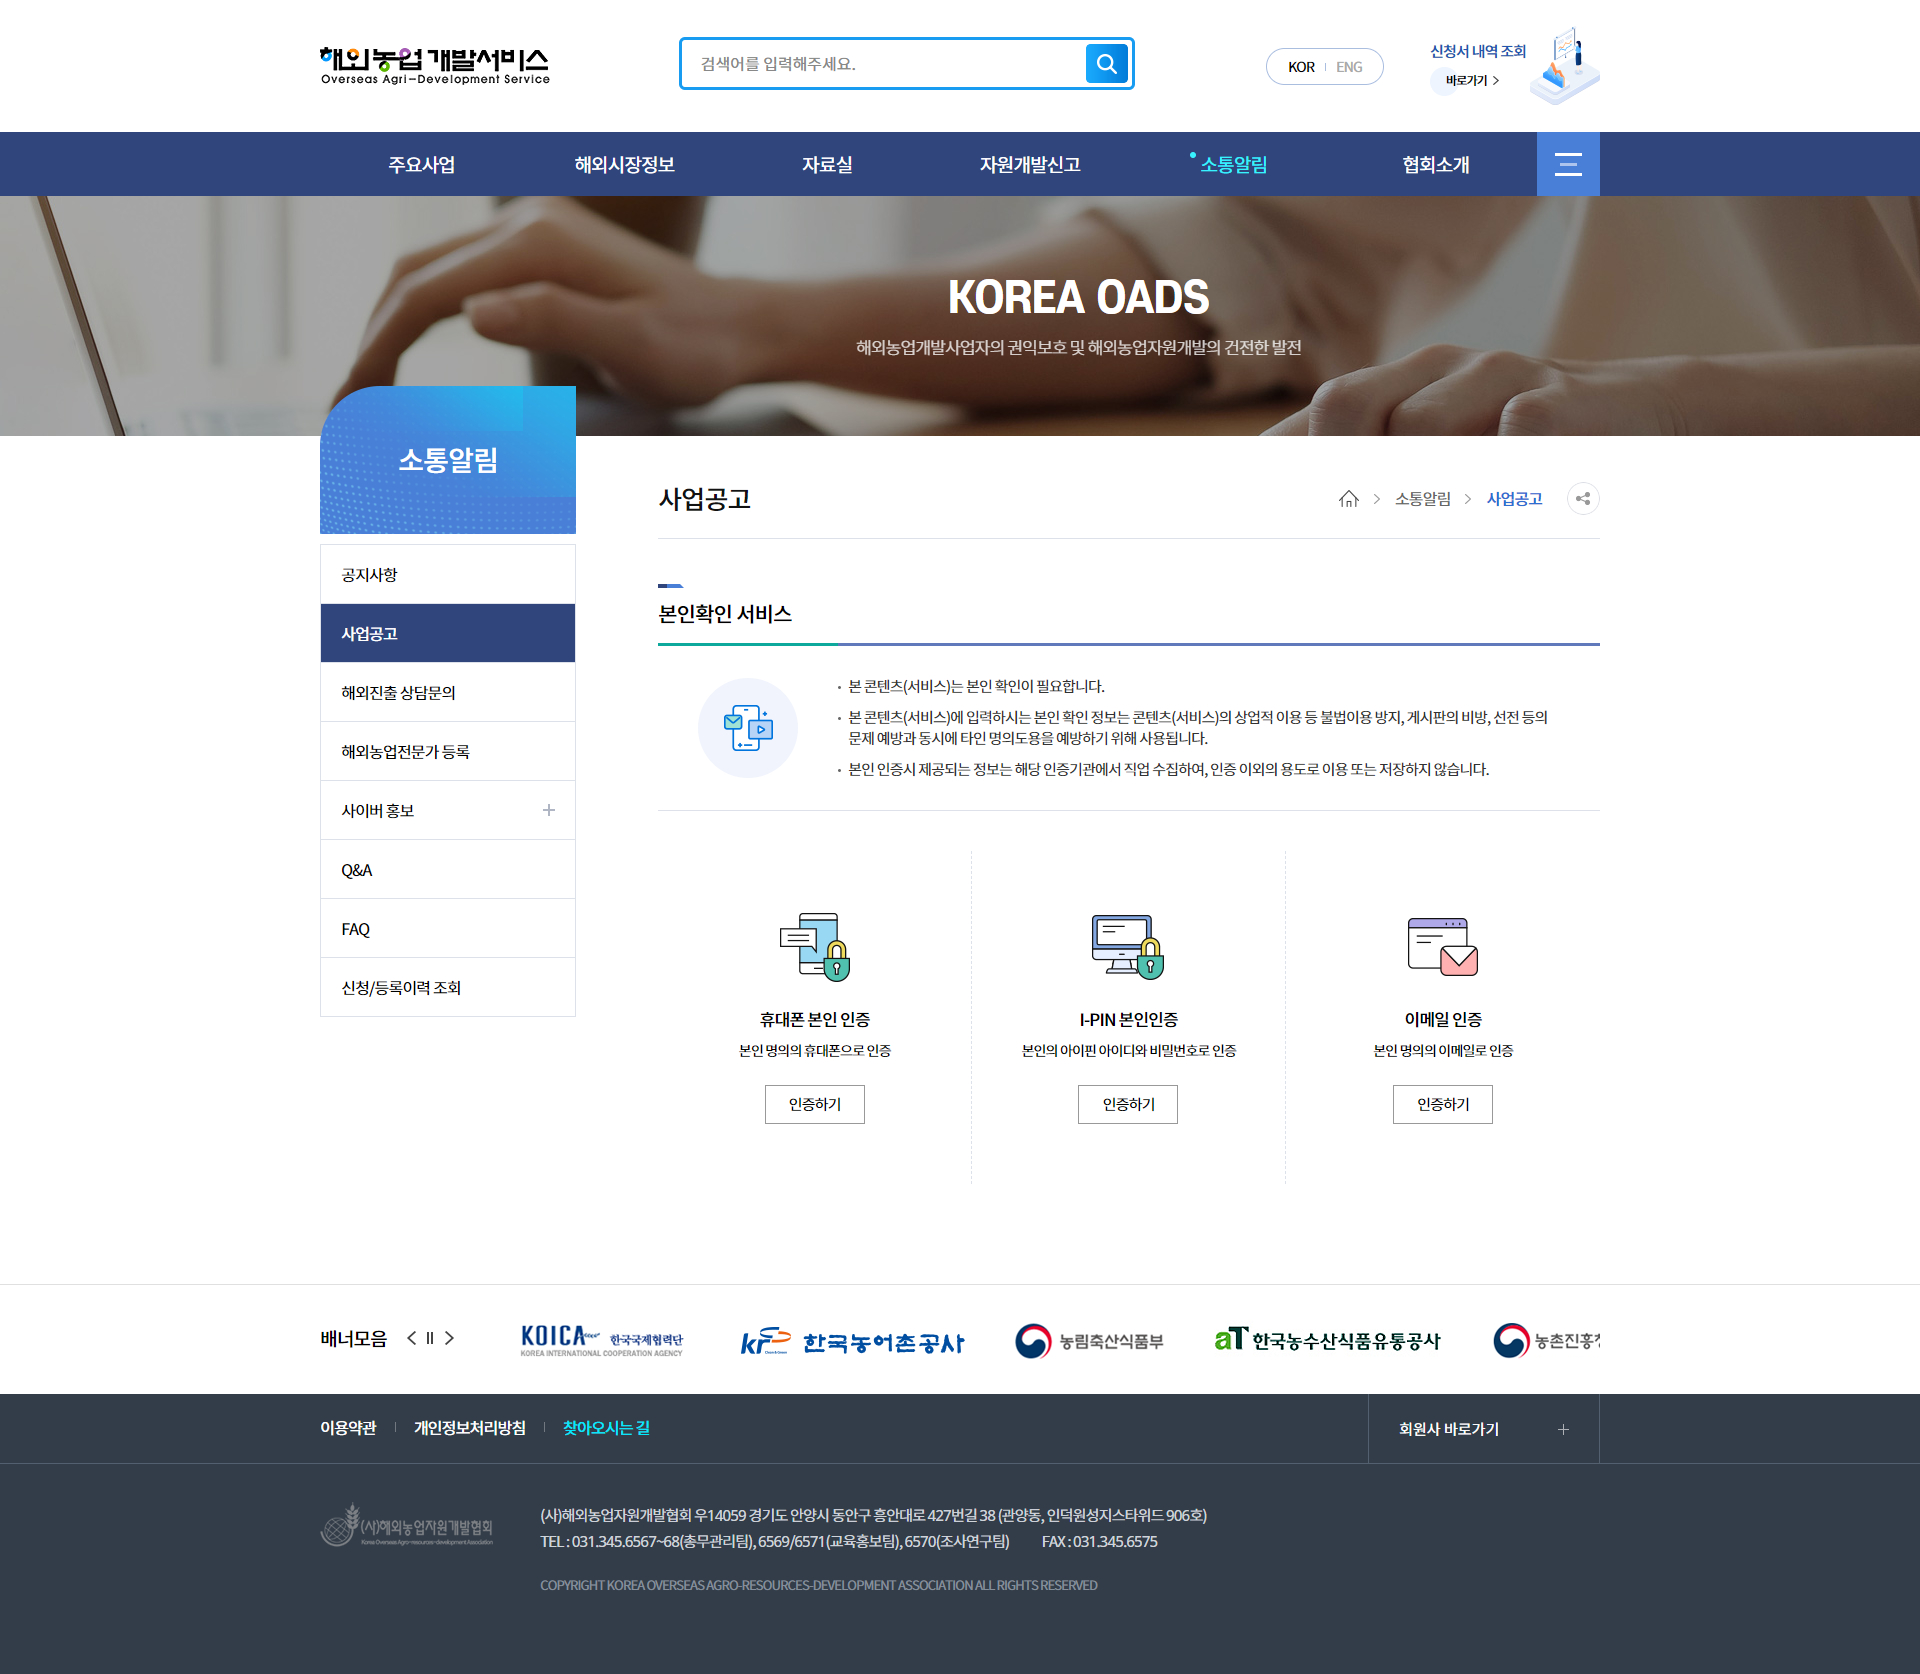 해외농업개발서비스
Overseas Agri-Development Service
검색어를 입력해주세요.
KOR
ENG
신청서 내역 조회
바로가기
주요사업
해외시장정보
자료실
자원개발신고
소통알림
협회소개
KOREA OADS
해외농업개발사업자의 권익보호 및 해외농업자원개발의 건전한 발전
소통알림
공지사항
사업공고
해외진출 상담문의
해외농업전문가 등록
사이버 홍보
Q&A
FAQ
신청/등록이력 조회
사업공고
소통알림
사업공고
본인확인 서비스
본 콘텐츠(서비스)는 본인 확인이 필요합니다.
본 콘텐츠(서비스)에 입력하시는 본인 확인 정보는 콘텐츠(서비스)의 상업적 이용 등 불법이용 방지, 게시판의 비방, 선전 등의
문제 예방과 동시에 타인 명의도용을 예방하기 위해 사용됩니다.
본인 인증시 제공되는 정보는 해당 인증기관에서 직업 수집하여, 인증 이외의 용도로 이용 또는 저장하지 않습니다.
휴대폰 본인 인증
본인 명의의 휴대폰으로 인증
인증하기
I-PIN 본인인증
본인의 아이핀 아이디와 비밀번호로 인증
인증하기
이메일 인증
본인 명의의 이메일로 인증
인증하기
배너모음
KOICA 한국국제협력단
KOREA INTERNATIONAL COOPERATION AGENCY
한국농어촌공사
농림축산식품부
aT 한국농수산식품유통공사
농촌진흥
이용약관
개인정보처리방침
찾아오시는 길
회원사 바로가기
(사)해외농업자원개발협회
Korea Overseas Agro-resources-development Association
(사)해외농업자원개발협회 우14059 경기도 안양시 동안구 흥안대로 427번길 38 (관양동, 인덕원성지스타위드 906호)
TEL : 031.345.6567~68(총무관리팀), 6569/6571(교육홍보팀), 6570(조사연구팀) FAX : 031.345.6575
COPYRIGHT KOREA OVERSEAS AGRO-RESOURCES-DEVELOPMENT ASSOCIATION ALL RIGHTS RESERVED